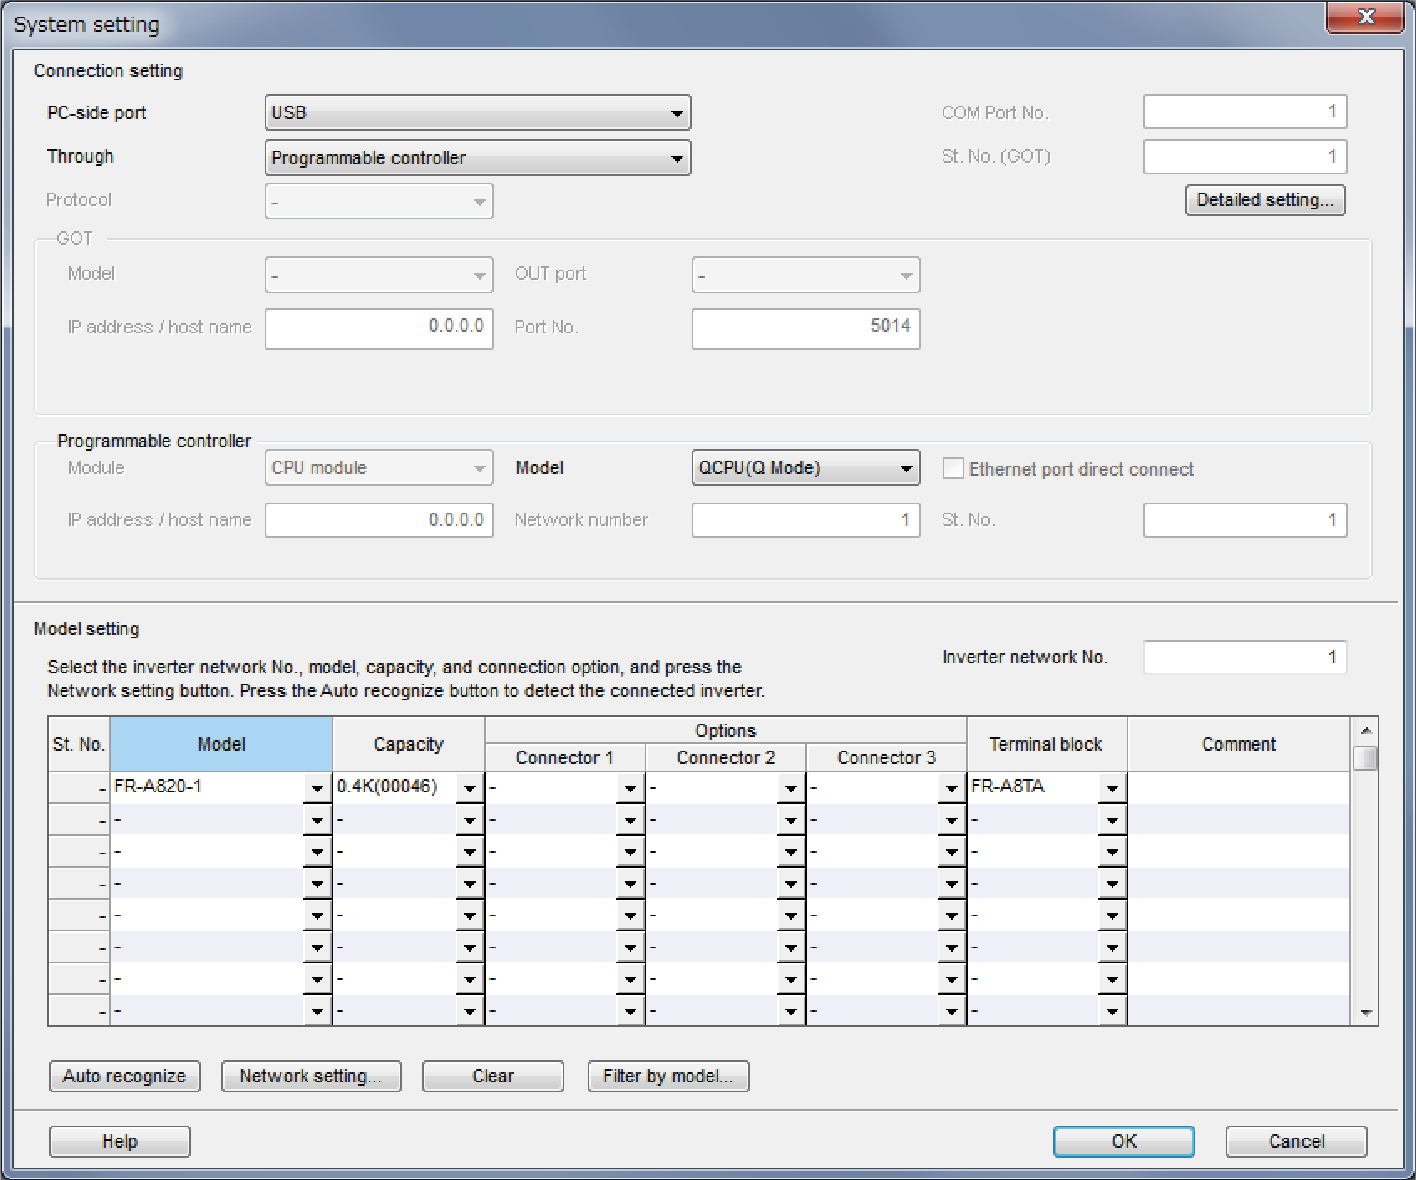 System setting
Connection setting
PC-side port USB COM Port No. 1
Through Programmable controller St. No. (GOT) 1
Protocol - Detailed setting...
GOT
Model - OUT port -
IP address / host name 0.0.0.0 Port No. 5014
Programmable controller
Module CPU module Model QCPU(Q Mode) Ethernet port direct connect
IP address / host name 0.0.0.0 Network number 1 St. No. 1
Model setting
Select the inverter network No., model, capacity, and connection option, and press the
Network setting button. Press the Auto recognize button to detect the connected inverter.
Inverter network No. 1
St. No. Model Capacity Options Terminal block Comment
Connector 1 Connector 2 Connector 3
- FR-A820-1 0.4K(00046) - - - FR-A8TA
- - - - - - -
- - - - - - -
- - - - - - -
- - - - - - -
- - - - - - -
- - - - - - -
- - - - - - -
Auto recognize Network setting... Clear Filter by model...
Help OK Cancel